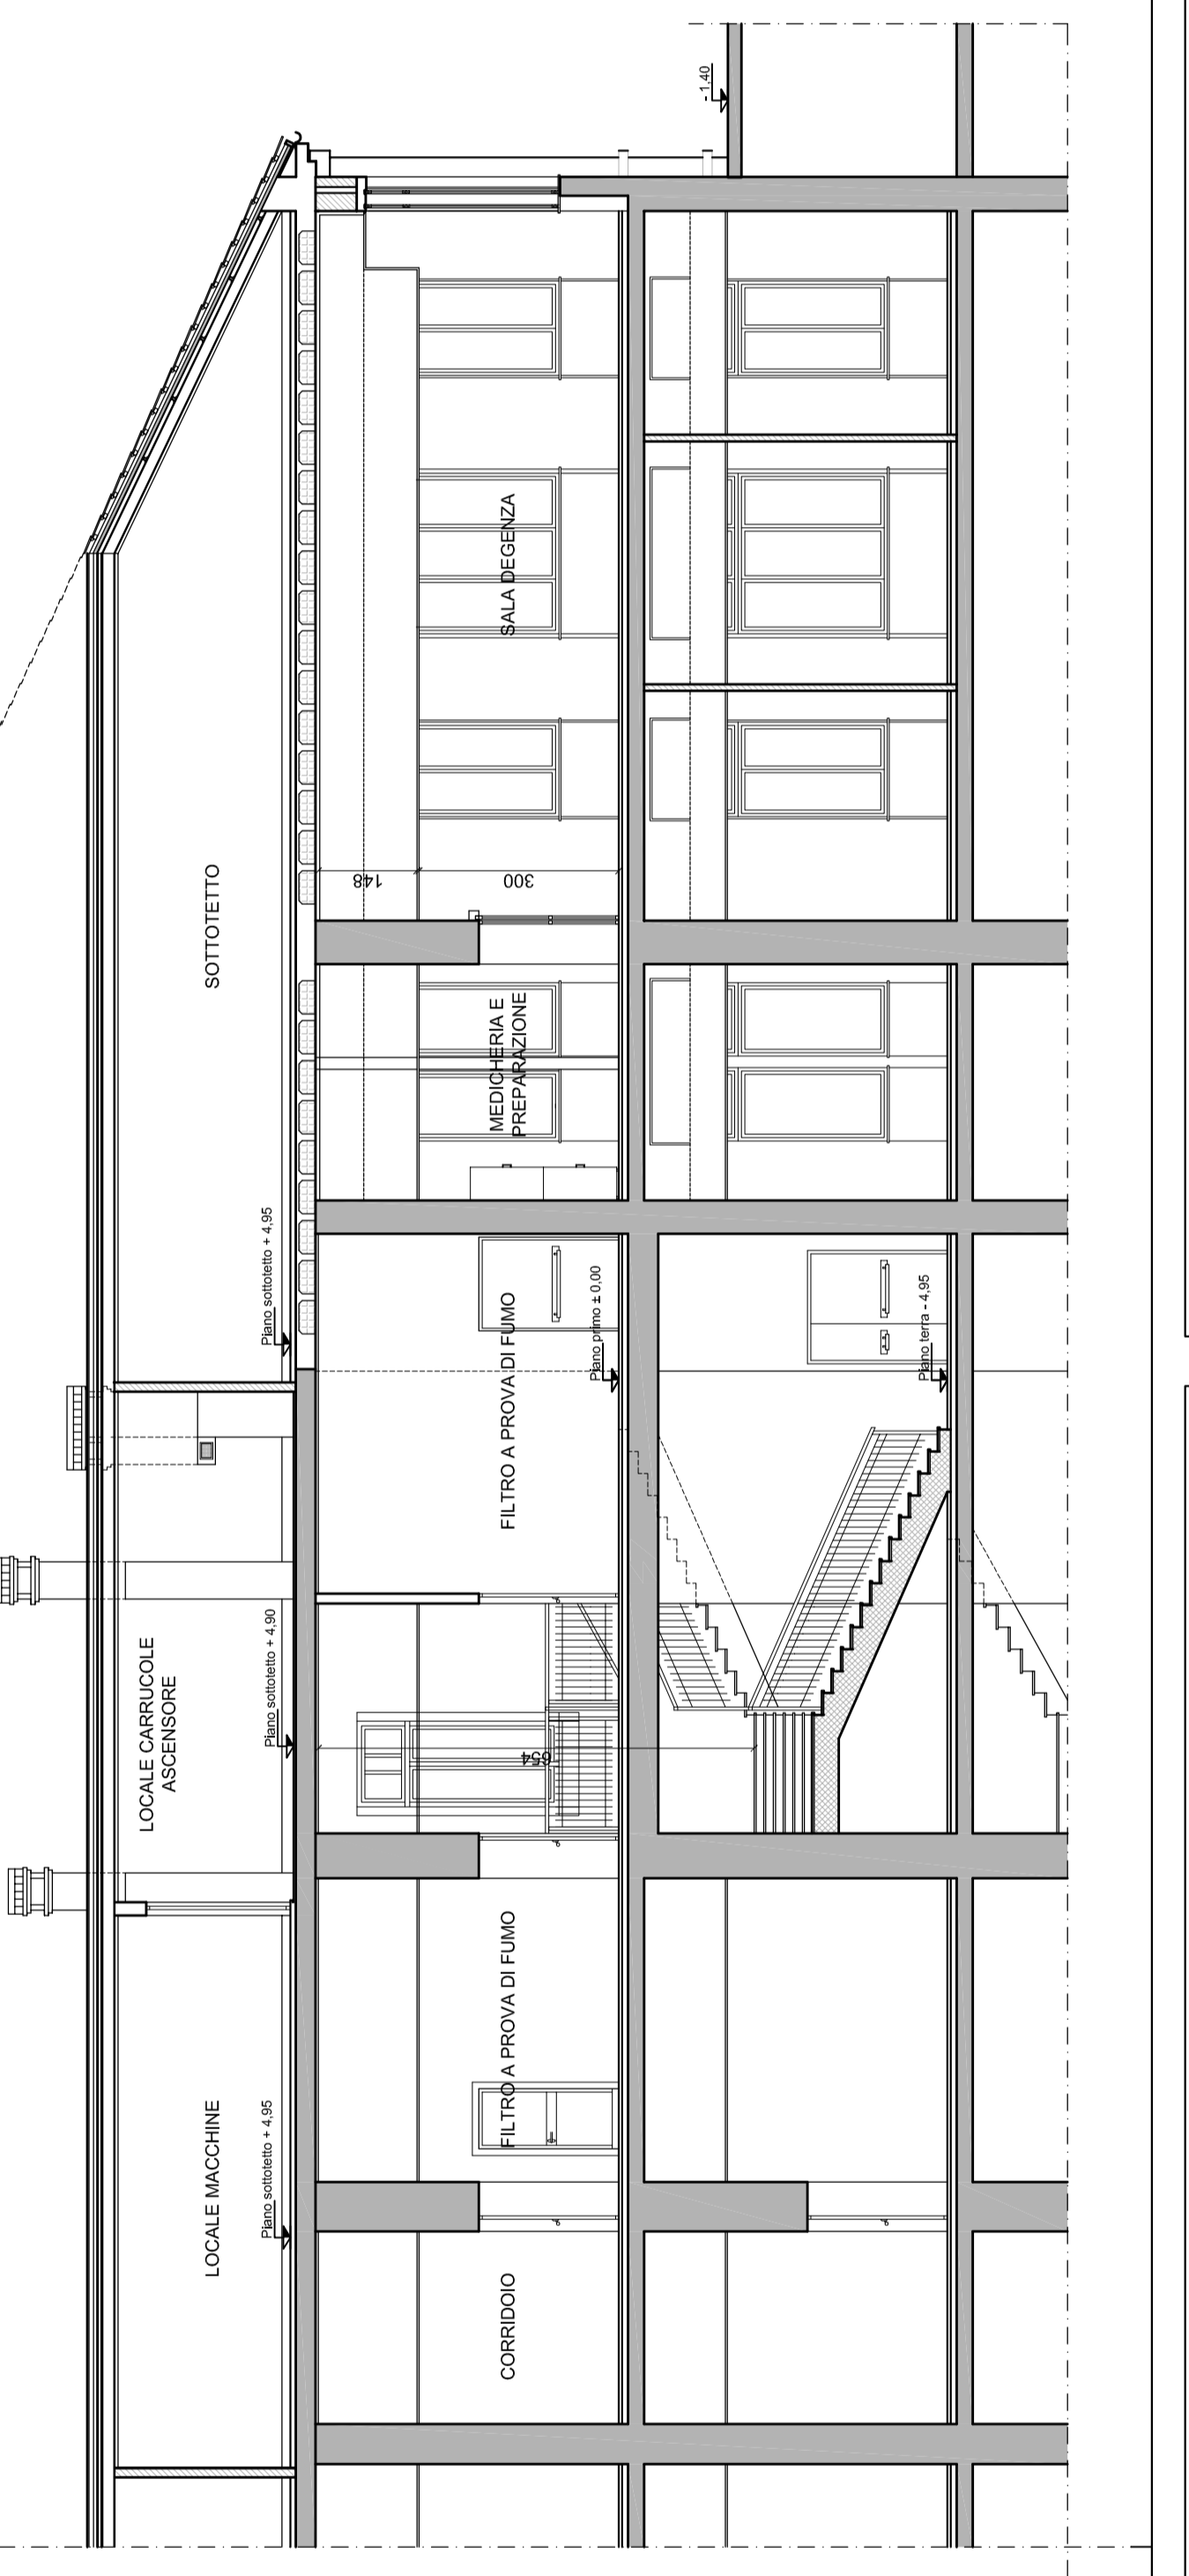 SOTTOTETTO
Piano sottotetto + 4,95
LOCALE CARRUCOLE
ASCENSORE
Piano sottotetto + 4,90
LOCALE MACCHINE
Piano sottotetto + 4,95
- 1,40
SALA DEGENZA
148
300
MEDICHERIA E
PREPARAZIONE
FILTRO A PROVA DI FUMO
Piano primo ± 0,00
Piano terra - 4,95
654
FILTRO A PROVA DI FUMO
CORRIDOIO